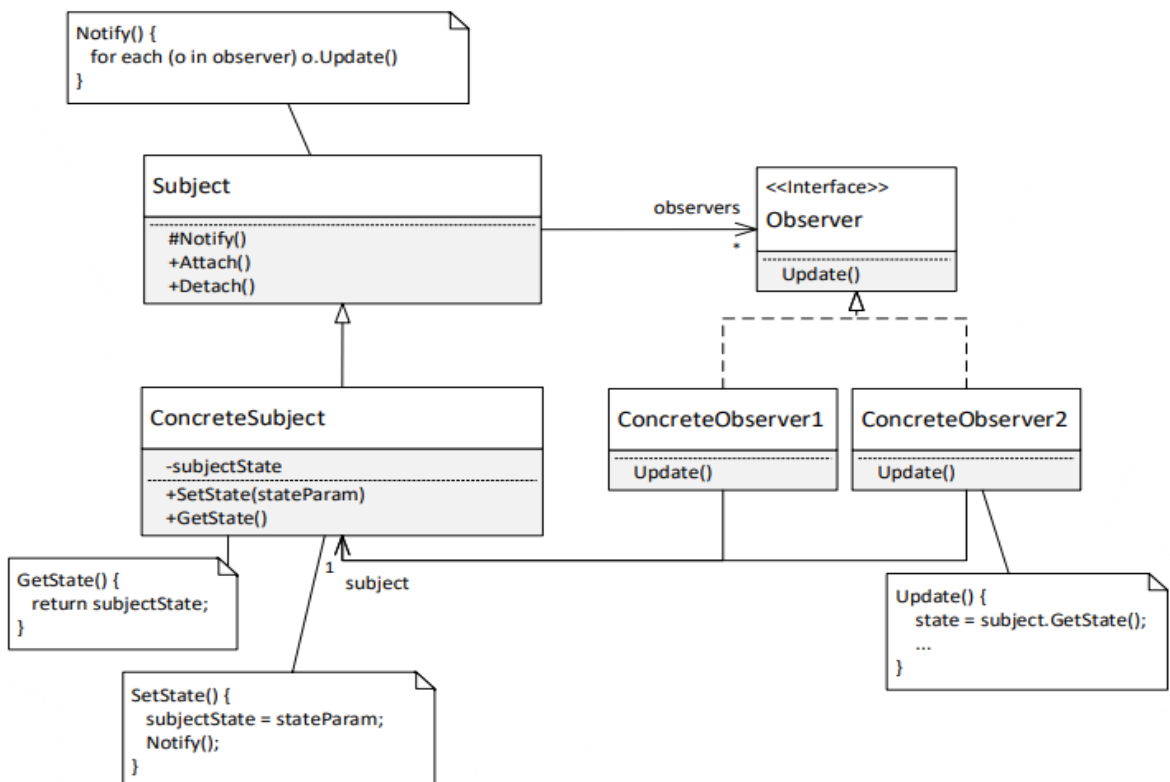 Notify() {
for each (o in observer) o.Update()
}
Subject
#Notify()
+Attach()
+Detach()
observers
*
<<Interface>>
Observer
Update()
ConcreteSubject
-subjectState
+SetState(stateParam)
+GetState()
ConcreteObserver1
Update()
ConcreteObserver2
Update()
1
subject
GetState() {
return subjectState;
}
SetState() {
subjectState = stateParam;
Notify();
}
Update() {
state = subject.GetState();
...
}